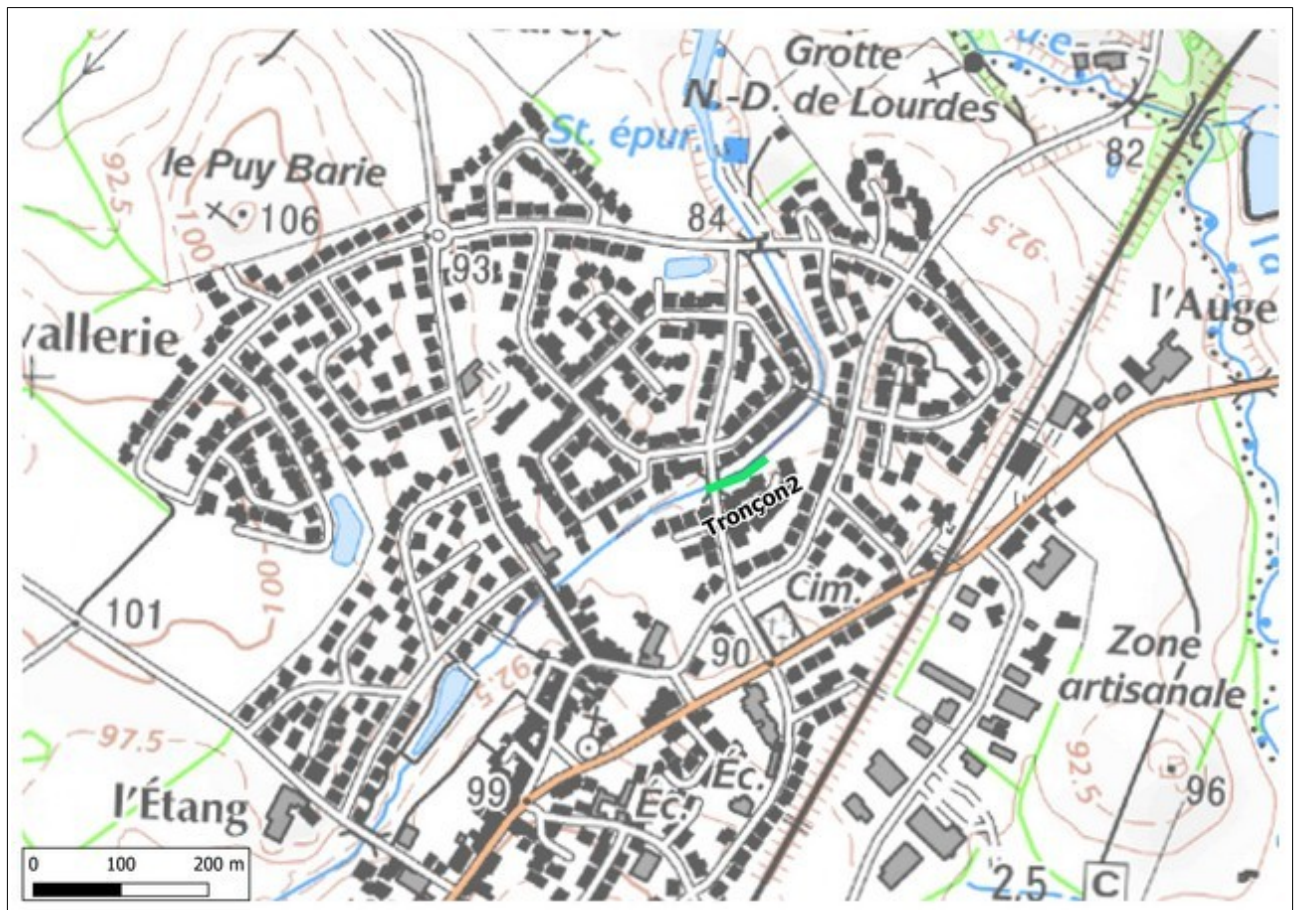 Grotte
N.-D. de Lourdes
St. épur.
82
le Puy Barie
106
92.5
100
84
92.5
93
l'Auge
vallerie
Tronçon2
100
101
Cim.
90
Zone
artisanale
92.5
97.5
92.5
96
99
Éc.
Éc.
l'Étang
0 100 200 m
2,5
C